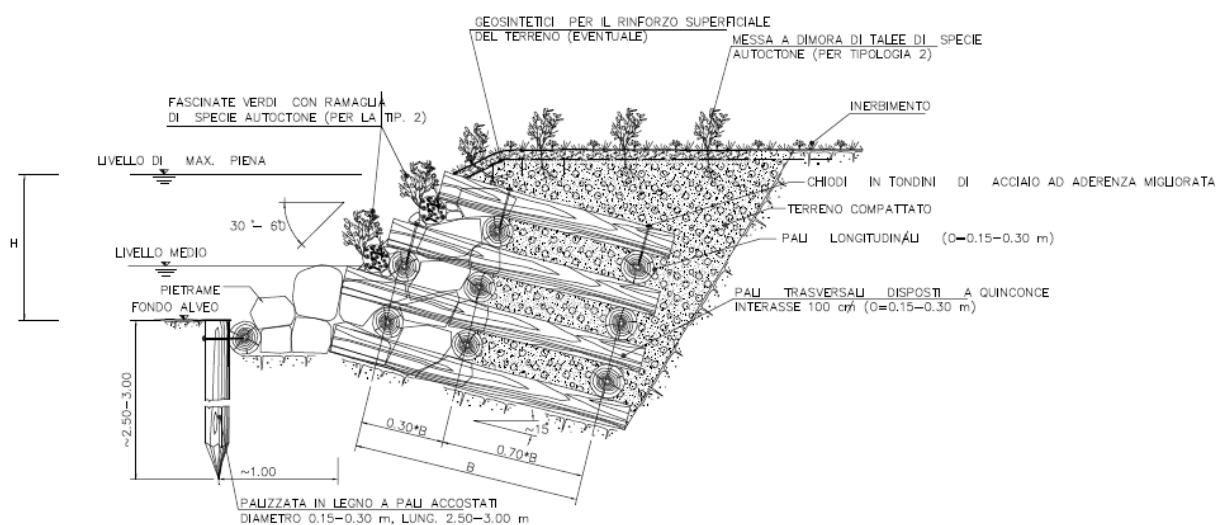 GEOSINTETICI PER IL RINFORZO SUPERFICIALE
DEL TERRENO (EVENTUALE)
MESSA A DIMORA DI TALEE DI SPECIE
AUTOCTONE (PER TIPOLOGIA 2)
FASCINATE VERDI CON RAMAGLIA
DI SPECIE AUTOCTONE (PER LA TIP. 2)
INERBIMENTO
LIVELLO DI MAX. PIENA
CHIODI IN TONDINI DI ACCIAIO AD ADERENZA MIGLIORATA
TERRENO COMPATTATO
H
30°-60
PALI LONGITUDINALI (0=0.15-0.30 m)
LIVELLO MEDIO
PIETRAME
FONDO ALVEO
PALI TRASVERSALI DISPOSTI A QUINCONCE
INTERASSE 100 cm (0=0.15-0.30 m)
~2.50-3.00
0.30*B
~15
0.70*B
B
~1.00
PALIZZATA IN LEGNO A PALI ACCOSTATI
DIAMETRO 0.15-0.30 m, LUNG. 2.50-3.00 m